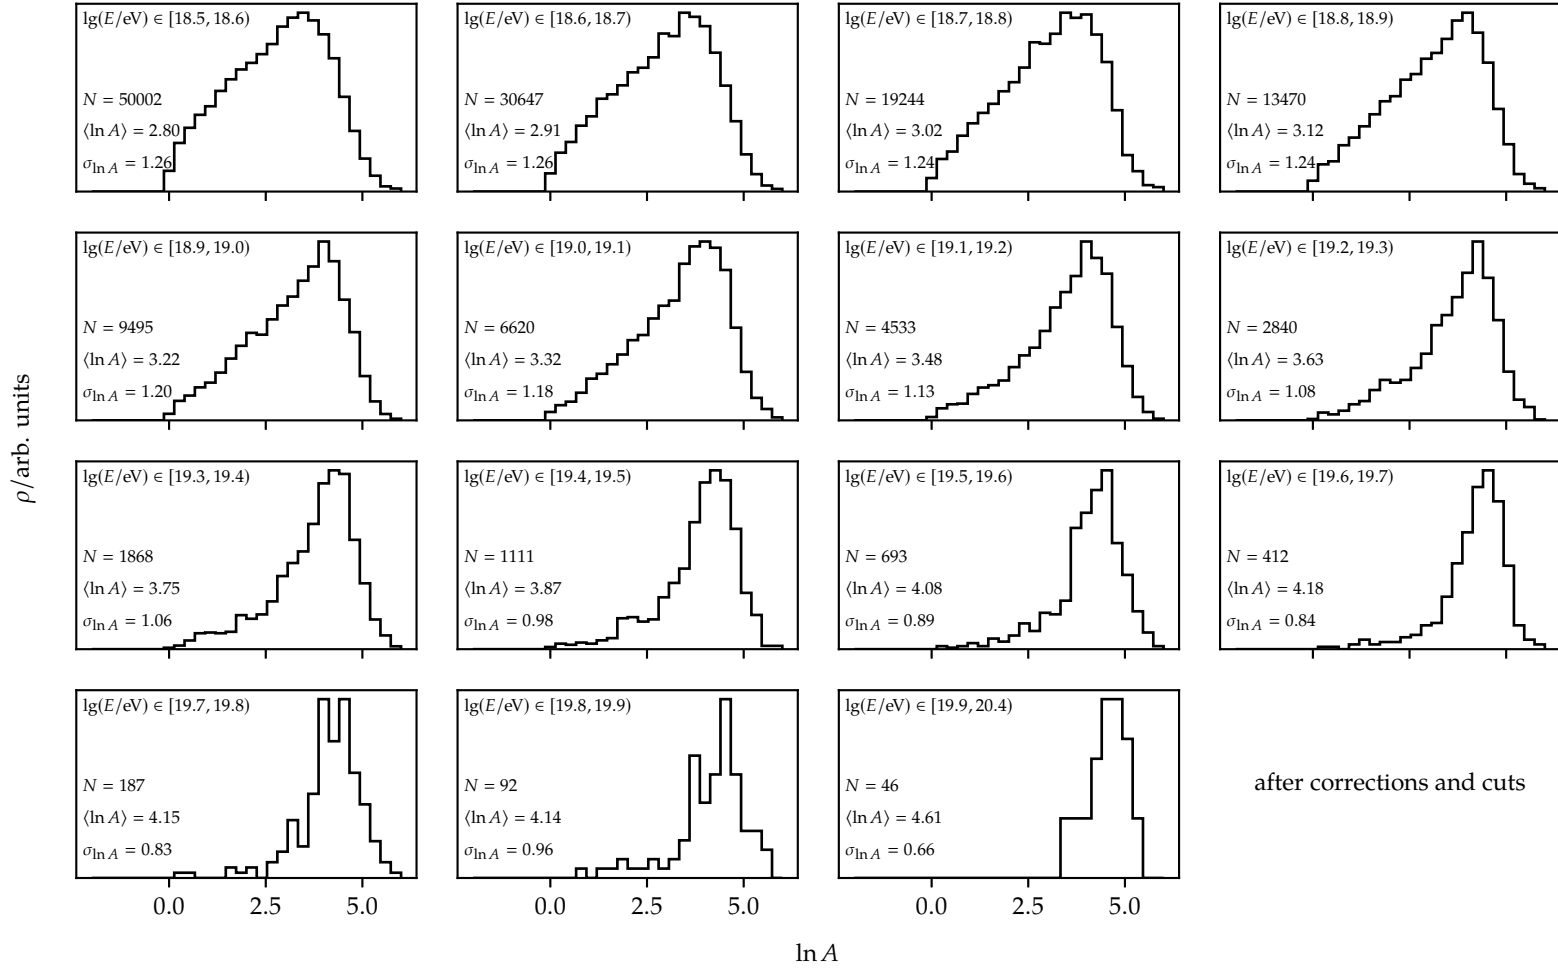 lg(E/eV) ∈ [18.5, 18.6)
N = 50002
⟨ln A⟩ = 2.80
σ_ln A = 1.26
lg(E/eV) ∈ [18.6, 18.7)
N = 30647
⟨ln A⟩ = 2.91
σ_ln A = 1.26
lg(E/eV) ∈ [18.7, 18.8)
N = 19244
⟨ln A⟩ = 3.02
σ_ln A = 1.24
lg(E/eV) ∈ [18.8, 18.9)
N = 13470
⟨ln A⟩ = 3.12
σ_ln A = 1.24
lg(E/eV) ∈ [18.9, 19.0)
N = 9495
⟨ln A⟩ = 3.22
σ_ln A = 1.20
lg(E/eV) ∈ [19.0, 19.1)
N = 6620
⟨ln A⟩ = 3.32
σ_ln A = 1.18
lg(E/eV) ∈ [19.1, 19.2)
N = 4533
⟨ln A⟩ = 3.48
σ_ln A = 1.13
lg(E/eV) ∈ [19.2, 19.3)
N = 2840
⟨ln A⟩ = 3.63
σ_ln A = 1.08
lg(E/eV) ∈ [19.3, 19.4)
N = 1868
⟨ln A⟩ = 3.75
σ_ln A = 1.06
lg(E/eV) ∈ [19.4, 19.5)
N = 1111
⟨ln A⟩ = 3.87
σ_ln A = 0.98
lg(E/eV) ∈ [19.5, 19.6)
N = 693
⟨ln A⟩ = 4.08
σ_ln A = 0.89
lg(E/eV) ∈ [19.6, 19.7)
N = 412
⟨ln A⟩ = 4.18
σ_ln A = 0.84
lg(E/eV) ∈ [19.7, 19.8)
N = 187
⟨ln A⟩ = 4.15
σ_ln A = 0.83
lg(E/eV) ∈ [19.8, 19.9)
N = 92
⟨ln A⟩ = 4.14
σ_ln A = 0.96
lg(E/eV) ∈ [19.9, 20.4)
N = 46
⟨ln A⟩ = 4.61
σ_ln A = 0.66
after corrections and cuts
0.0 2.5 5.0
0.0 2.5 5.0
0.0 2.5 5.0
ρ/arb. units
ln A